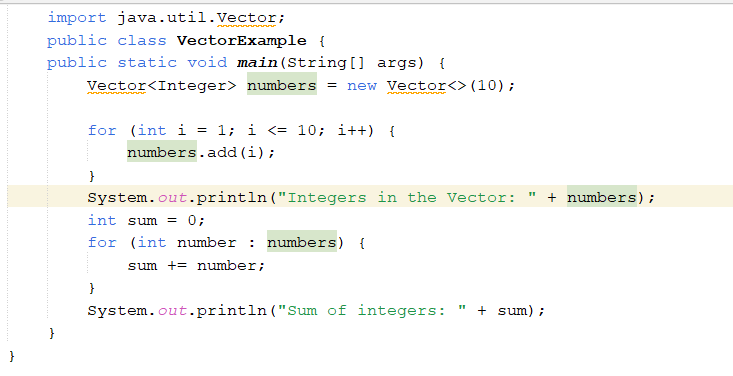 import java.util.Vector;
public class VectorExample {
public static void main(String[] args) {
Vector<Integer> numbers = new Vector<>(10);
for (int i = 1; i <= 10; i++) {
numbers.add(i);
}
System.out.println("Integers in the Vector: " + numbers);
int sum = 0;
for (int number : numbers) {
sum += number;
}
System.out.println("Sum of integers: " + sum);
}
}